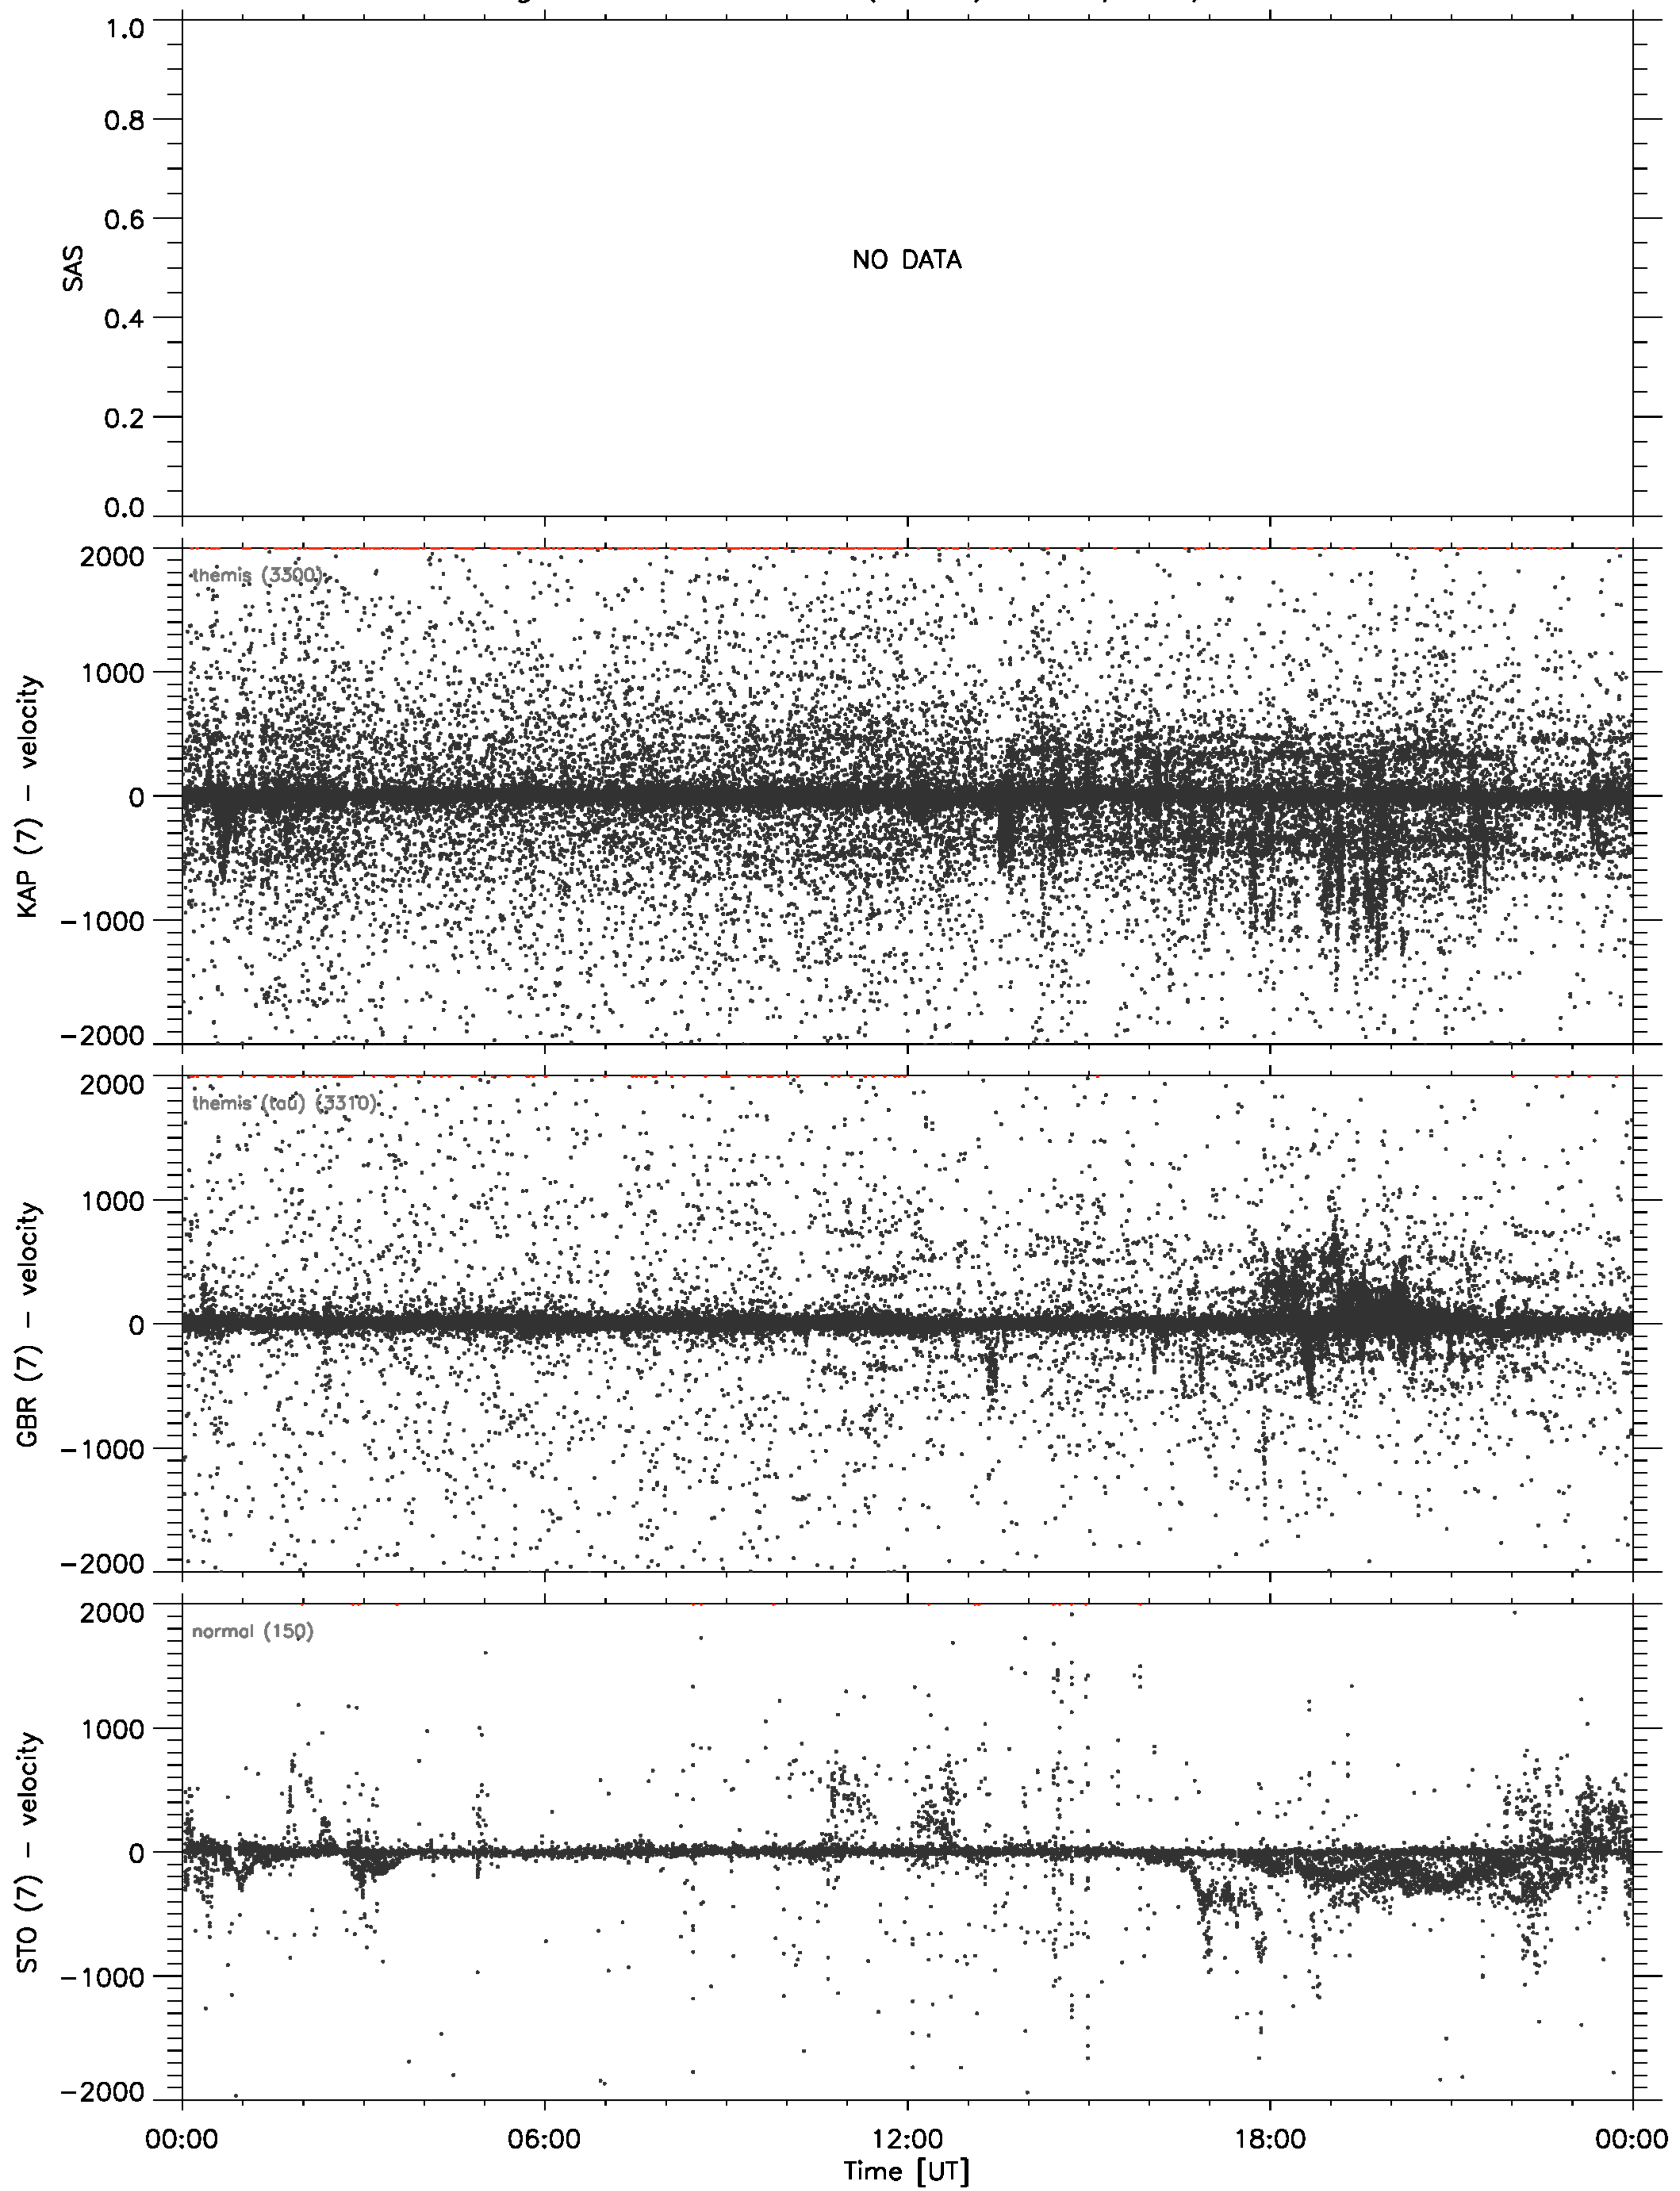 1.0
0.8
0.6
0.4
0.2
0.0
SAS
NO DATA
2000
1000
0
−1000
−2000
KAP (7) − velocity
themis (3300)
2000
1000
0
−1000
−2000
GBR (7) − velocity
themis (tau) (3310)
2000
1000
0
−1000
−2000
STO (7) − velocity
normal (150)
00:00 06:00 12:00 18:00 00:00
Time [UT]